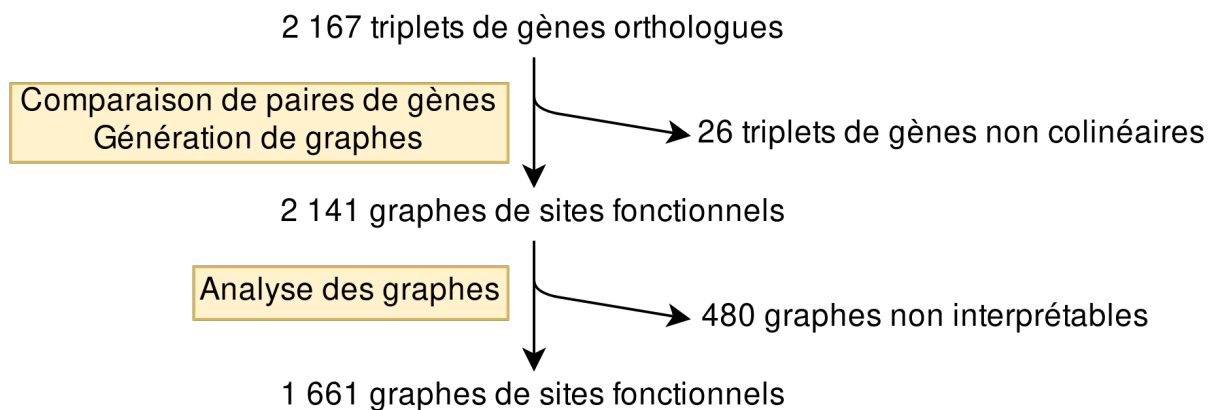 2 167 triplets de gènes orthologues
Comparaison de paires de gènes
Génération de graphes
26 triplets de gènes non colinéaires
2 141 graphes de sites fonctionnels
Analyse des graphes
480 graphes non interprétables
1 661 graphes de sites fonctionnels